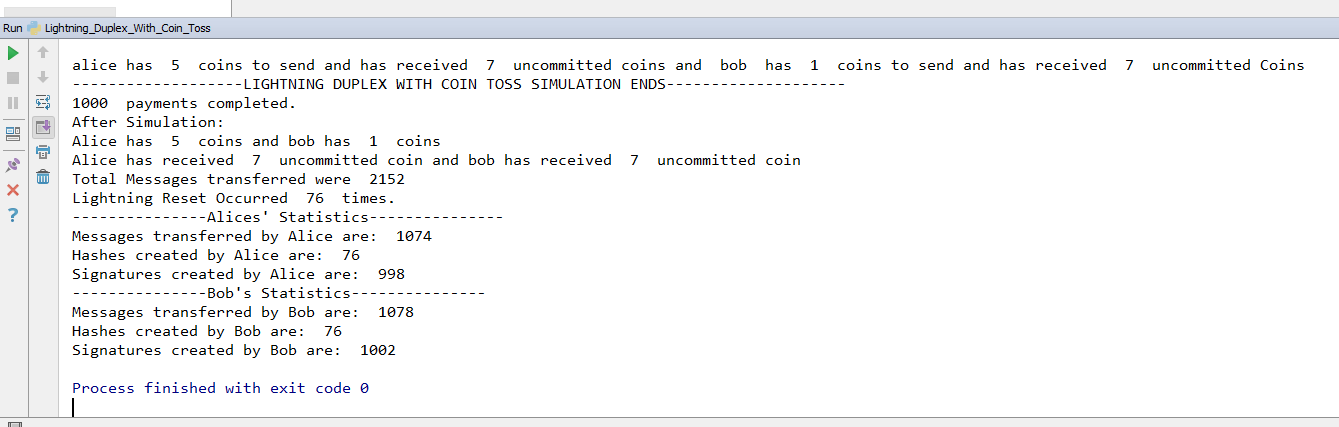 Run Lightning_Duplex_With_Coin_Toss
alice has  5  coins to send and has received  7  uncommitted coins and  bob  has  1  coins to send and has received  7  uncommitted Coins
-------------------LIGHTNING DUPLEX WITH COIN TOSS SIMULATION ENDS--------------------
1000  payments completed.
After Simulation:
Alice has  5  coins and bob has  1  coins
Alice has received  7  uncommitted coin and bob has received  7  uncommitted coin
Total Messages transferred were  2152
Lightning Reset Occurred  76  times.
---------------Alices' Statistics---------------
Messages transferred by Alice are:  1074
Hashes created by Alice are:  76
Signatures created by Alice are:  998
---------------Bob's Statistics---------------
Messages transferred by Bob are:  1078
Hashes created by Bob are:  76
Signatures created by Bob are:  1002
Process finished with exit code 0